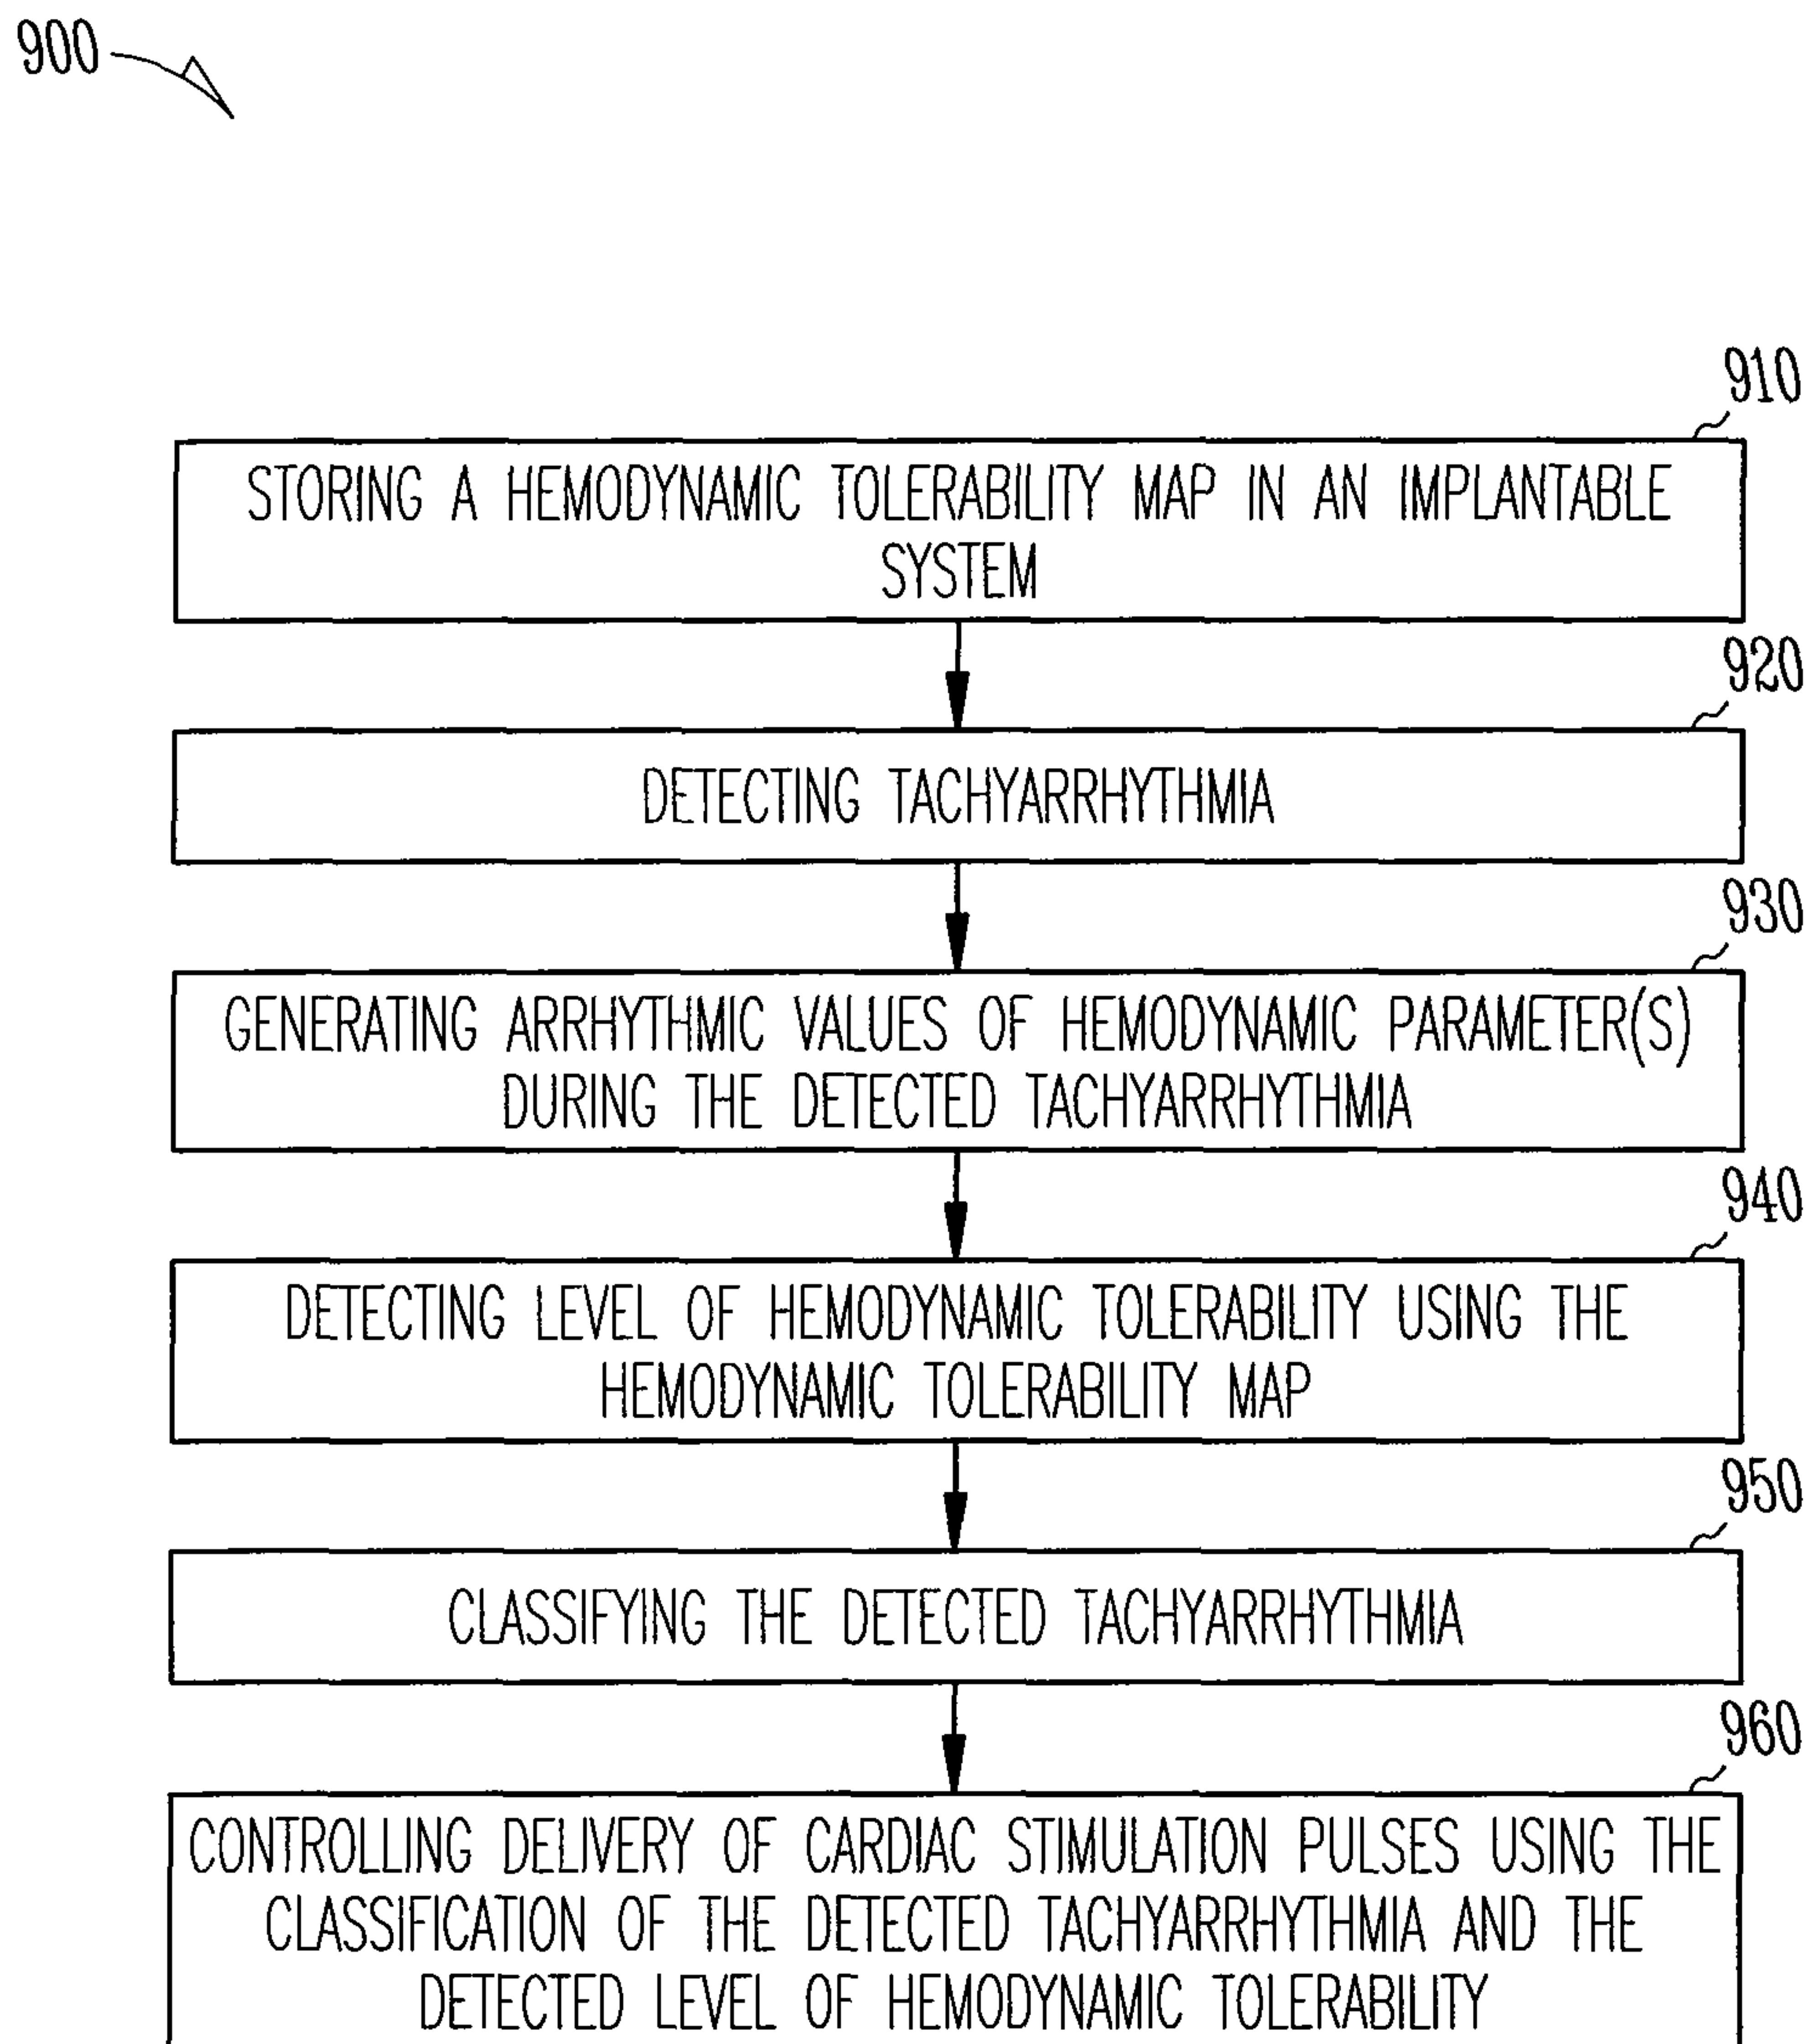 900
910
STORING A HEMODYNAMIC TOLERABILITY MAP IN AN IMPLANTABLE
SYSTEM
920
DETECTING TACHYARRHYTHMIA
930
GENERATING ARRHYTHMIC VALUES OF HEMODYNAMIC PARAMETER(S)
DURING THE DETECTED TACHYARRHYTHMIA
940
DETECTING LEVEL OF HEMODYNAMIC TOLERABILITY USING THE
HEMODYNAMIC TOLERABILITY MAP
950
CLASSIFYING THE DETECTED TACHYARRHYTHMIA
960
CONTROLLING DELIVERY OF CARDIAC STIMULATION PULSES USING THE
CLASSIFICATION OF THE DETECTED TACHYARRHYTHMIA AND THE
DETECTED LEVEL OF HEMODYNAMIC TOLERABILITY